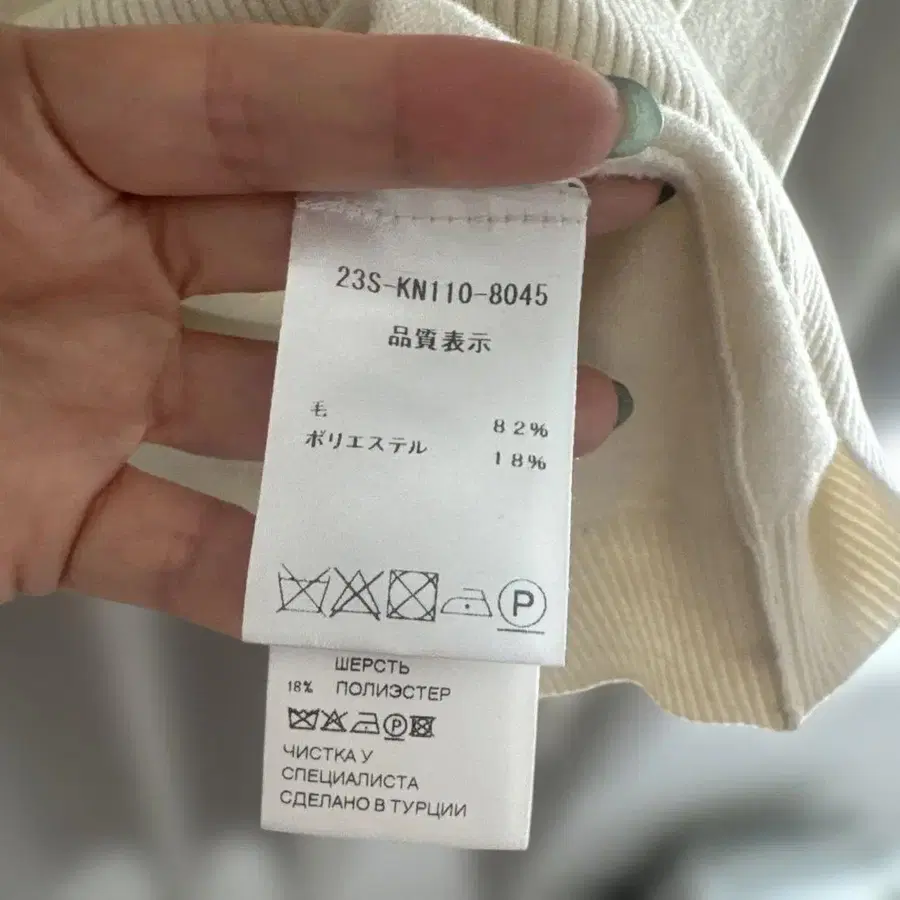 23S-KN110-8045
品質表示
毛 82%
ポリエステル 18%
P
ШЕРСТЬ
18% ПОЛИЭСТЕР
P
ЧИСТКА У
СПЕЦИАЛИСТА
СДЕЛАНО В ТУРЦИИ